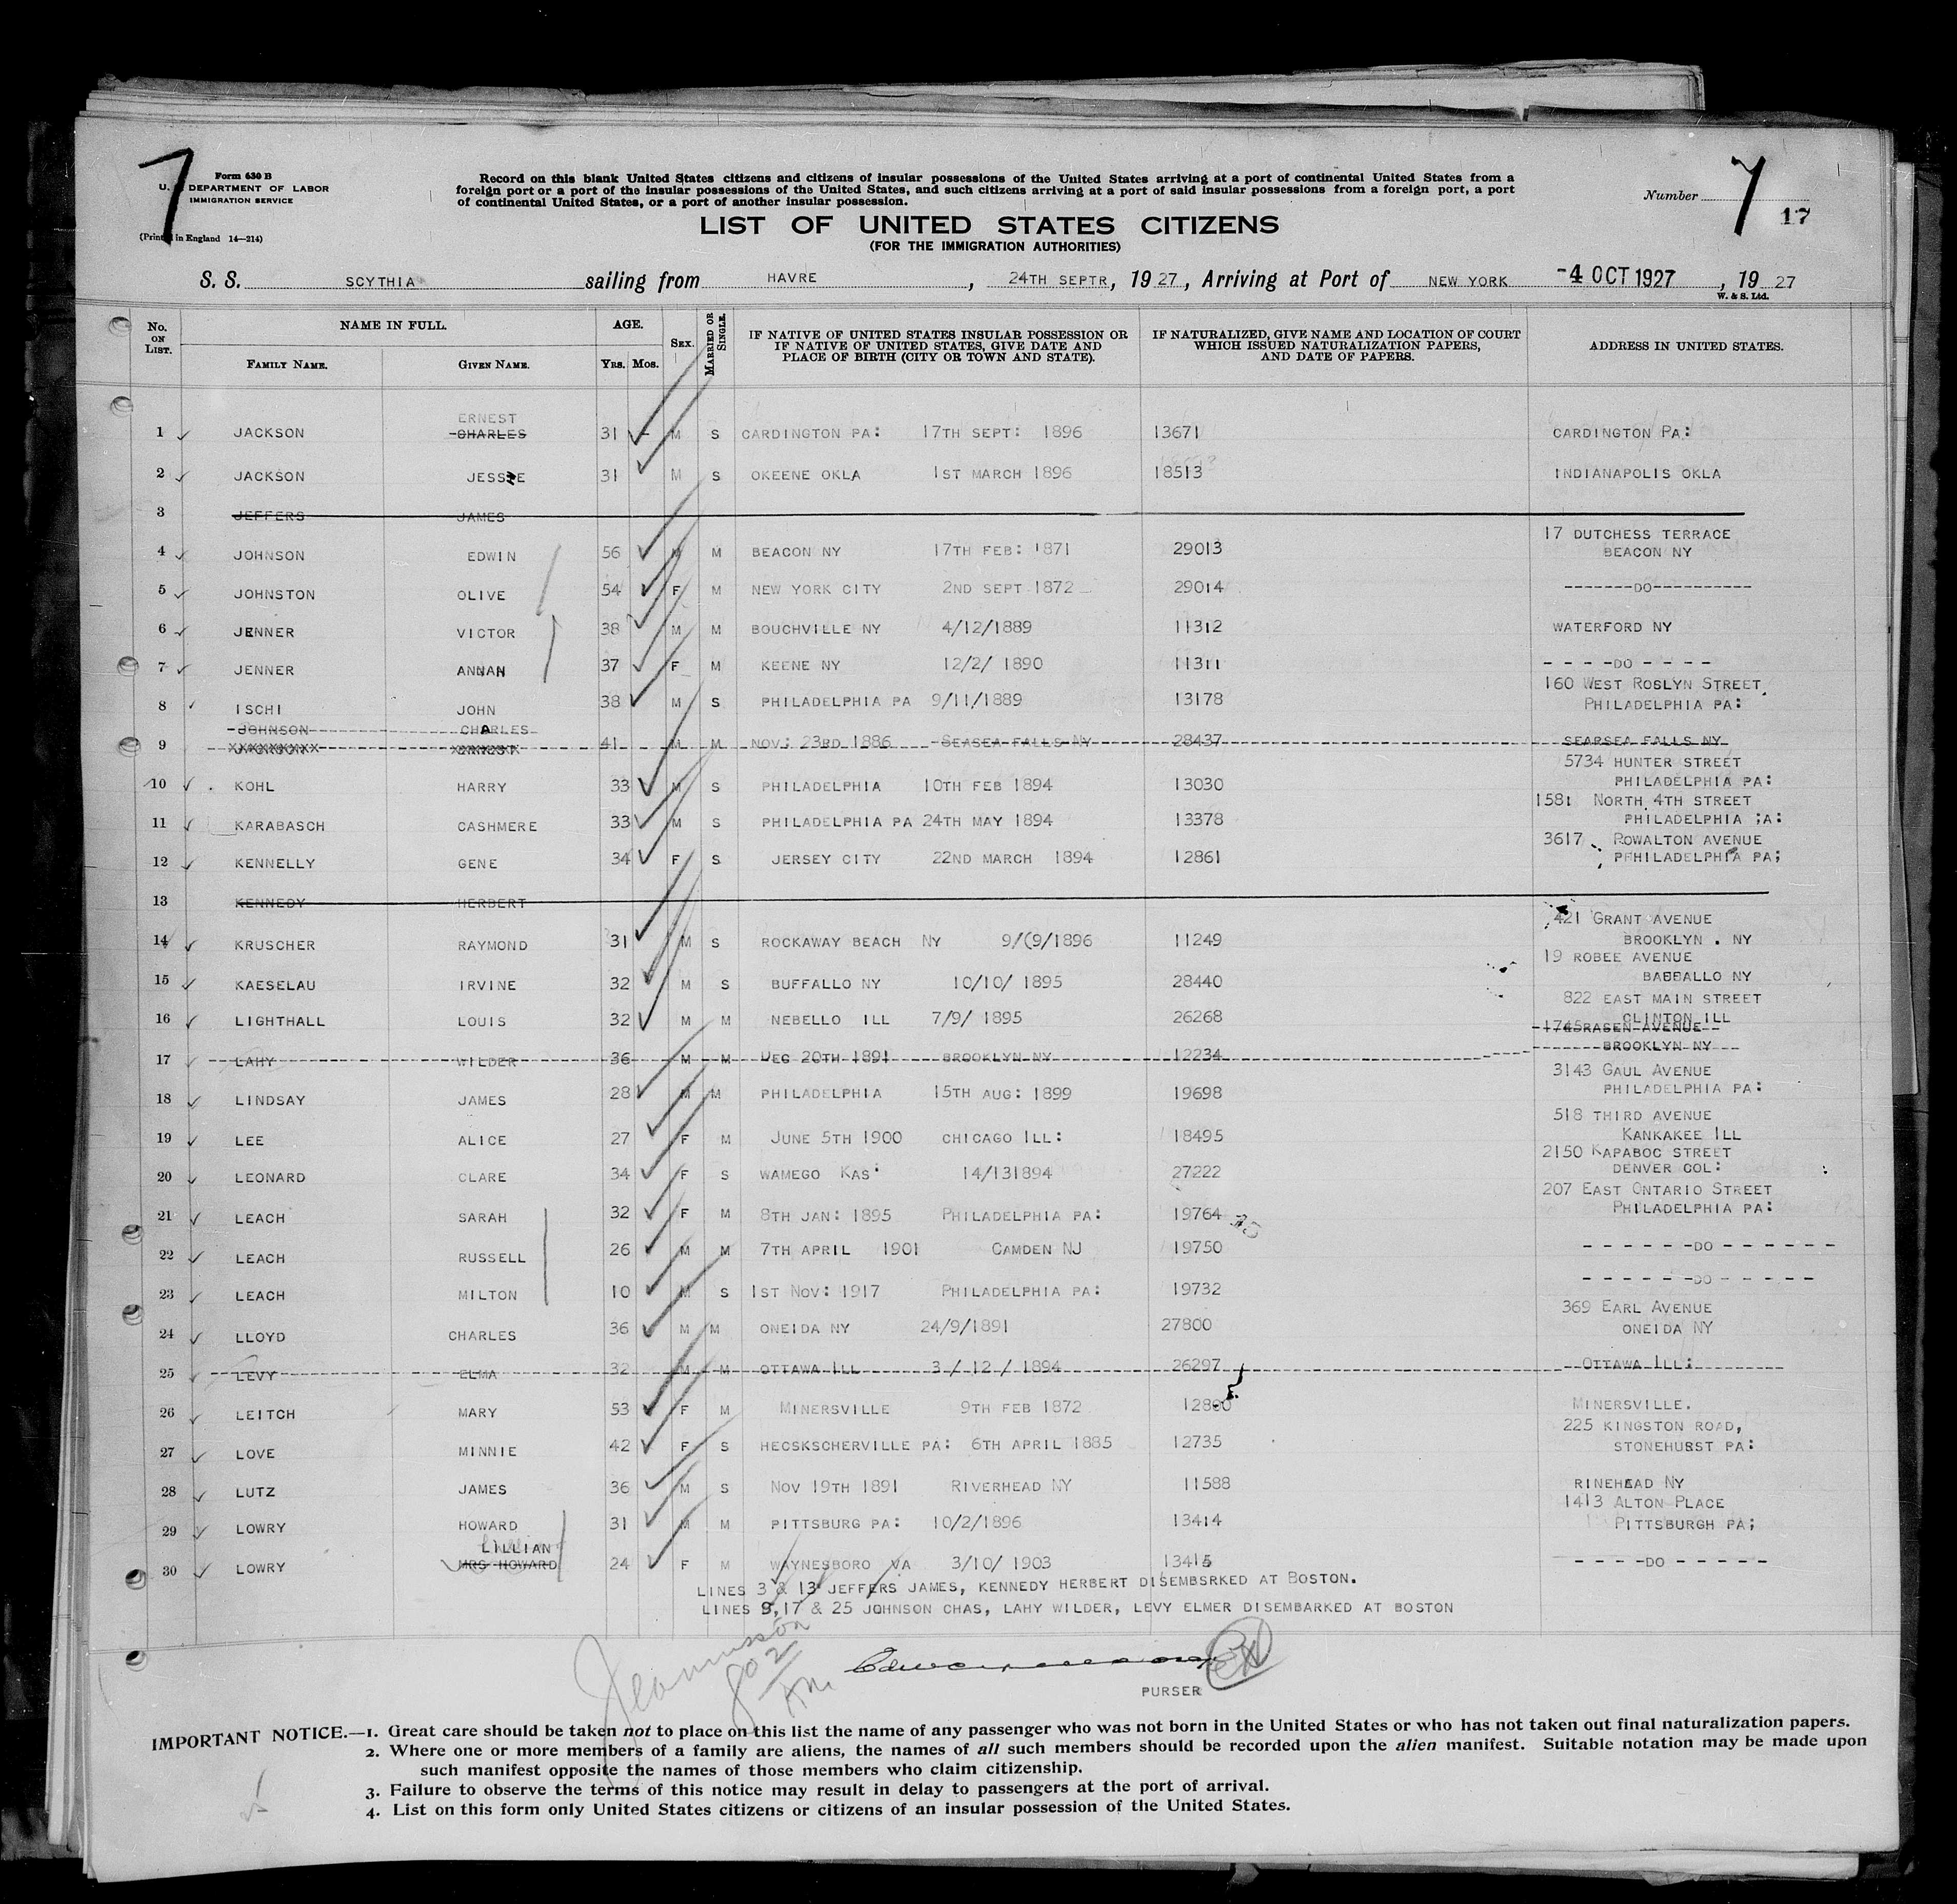 7
Form 630 B
U. S. DEPARTMENT OF LABOR
IMMIGRATION SERVICE
(Printed in England 14—214)
Record on this blank United States citizens and citizens of insular possessions of the United States arriving at a port of continental United States from a
foreign port or a port of the insular possessions of the United States, and such citizens arriving at a port of said insular possessions from a foreign port, a port
of continental United States, or a port of another insular possession.
Number 7
17
LIST OF UNITED STATES CITIZENS
(FOR THE IMMIGRATION AUTHORITIES)
S. S. SCYTHIA sailing from HAVRE, 24TH SEPTR, 1927, Arriving at Port of NEW YORK -4 OCT 1927, 1927
W. & S. Ltd.
No. ON LIST. NAME IN FULL. AGE. SEX. MARRIED OR SINGLE. IF NATIVE OF UNITED STATES INSULAR POSSESSION OR IF NATIVE OF UNITED STATES, GIVE DATE AND PLACE OF BIRTH (CITY OR TOWN AND STATE). IF NATURALIZED, GIVE NAME AND LOCATION OF COURT WHICH ISSUED NATURALIZATION PAPERS, AND DATE OF PAPERS. ADDRESS IN UNITED STATES.
FAMILY NAME. GIVEN NAME. YRS. MOS.
ERNEST
1 JACKSON CHARLES 31 - M S CARDINGTON PA: 17TH SEPT: 1896 13671 CARDINGTON PA:
2 JACKSON JESSIE 31 M S OKEENE OKLA 1ST MARCH 1896 18513 INDIANAPOLIS OKLA
3 JEFFERS JAMES
17 DUTCHESS TERRACE
4 JOHNSON EDWIN 56 M M BEACON NY 17TH FEB: 1871 29013 BEACON NY
5 JOHNSTON OLIVE 54 F M NEW YORK CITY 2ND SEPT 1872 29014 -------DO----------
6 JENNER VICTOR 38 M M BOUCHVILLE NY 4/12/1889 11312 WATERFORD NY
7 JENNER ANNAH 37 F M KEENE NY 12/2/ 1890 11311 - - - -DO - - - -
160 WEST ROSLYN STREET
8 ISCHI JOHN 38 M S PHILADELPHIA PA 9/11/1889 13178 PHILADELPHIA PA:
JOHNSON CHARLES
9 XXXXXXXXX 41 M M NOV: 23RD 1886 SEASEA FALLS NY 28437 SEARSEA FALLS NY
5734 HUNTER STREET
10 KOHL HARRY 33 M S PHILADELPHIA 10TH FEB 1894 13030 PHILADELPHIA PA:
1581 NORTH 4TH STREET
11 KARABASCH CASHMERE 33 M S PHILADELPHIA PA 24TH MAY 1894 13378 PHILADELPHIA ;A:
3617 POWALTON AVENUE
12 KENNELLY GENE 34 F S JERSEY CITY 22ND MARCH 1894 12861 PFHILADELPHIA PA;
13 KENNEDY HERBERT
421 GRANT AVENUE
14 KRUSCHER RAYMOND 31 M S ROCKAWAY BEACH NY 9/(9/1896 11249 BROOKLYN . NY
19 ROBEE AVENUE
15 KAESELAU IRVINE 32 M S BUFFALLO NY 10/10/ 1895 28440 BABBALLO NY
822 EAST MAIN STREET
16 LIGHTHALL LOUIS 32 M M NEBELLO ILL 7/9/ 1895 26268 CLINTON ILL
1745 RASEN AVENUE
17 LAHY WILDER 36 M M DEC 20TH 1891 BROOKLYN NY 12234 BROOKLYN NY
3143 GAUL AVENUE
18 LINDSAY JAMES 28 M M PHILADELPHIA 15TH AUG: 1899 19698 PHILADELPHIA PA:
518 THIRD AVENUE
19 LEE ALICE 27 F M JUNE 5TH 1900 CHICAGO ILL: 18495 KANKAKEE ILL
2150 KAPABOC STREET
20 LEONARD CLARE 34 F S WAMEGO KAS: 14/131894 27222 DENVER COL:
207 EAST ONTARIO STREET
21 LEACH SARAH 32 F M 8TH JAN: 1895 PHILADELPHIA PA: 19764 PHILADELPHIA PA:
22 LEACH RUSSELL 26 M M 7TH APRIL 1901 CAMDEN NJ 19750 - - - - - -DO - - - - - -
23 LEACH MILTON 10 M S 1ST NOV: 1917 PHILADELPHIA PA: 19732 - - - - - -DO - - - - -
369 EARL AVENUE
24 LLOYD CHARLES 36 M M ONEIDA NY 24/9/1891 27800 ONEIDA NY
25 LEVY ELMA 32 M M OTTAWA ILL 3 / 12 / 1894 26297 OTTAWA ILL:
26 LEITCH MARY 53 F M MINERSVILLE 9TH FEB 1872 12800 MINERSVILLE.
225 KINGSTON ROAD,
27 LOVE MINNIE 42 F S HECSKSCHERVILLE PA: 6TH APRIL 1885 12735 STONEHURST PA:
28 LUTZ JAMES 36 M S NOV 19TH 1891 RIVERHEAD NY 11588 RINEHEAD NY
1413 ALTON PLACE
29 LOWRY HOWARD 31 M M PITTSBURG PA: 10/2/1896 13414 PITTSBURGH PA;
LILLIAN
30 LOWRY MRS HOWARD 24 F M WAYNESBORO VA 3/10/ 1903 13415 - - - -DO - - - - -
LINES 3 & 13 JEFFERS JAMES, KENNEDY HERBERT DISEMBSRKED AT BOSTON.
LINES 9,17 & 25 JOHNSON CHAS, LAHY WILDER, LEVY ELMER DISEMBARKED AT BOSTON
802
PURSER
IMPORTANT NOTICE.—1. Great care should be taken not to place on this list the name of any passenger who was not born in the United States or who has not taken out final naturalization papers.
2. Where one or more members of a family are aliens, the names of all such members should be recorded upon the alien manifest. Suitable notation may be made upon
such manifest opposite the names of those members who claim citizenship.
3. Failure to observe the terms of this notice may result in delay to passengers at the port of arrival.
4. List on this form only United States citizens or citizens of an insular possession of the United States.